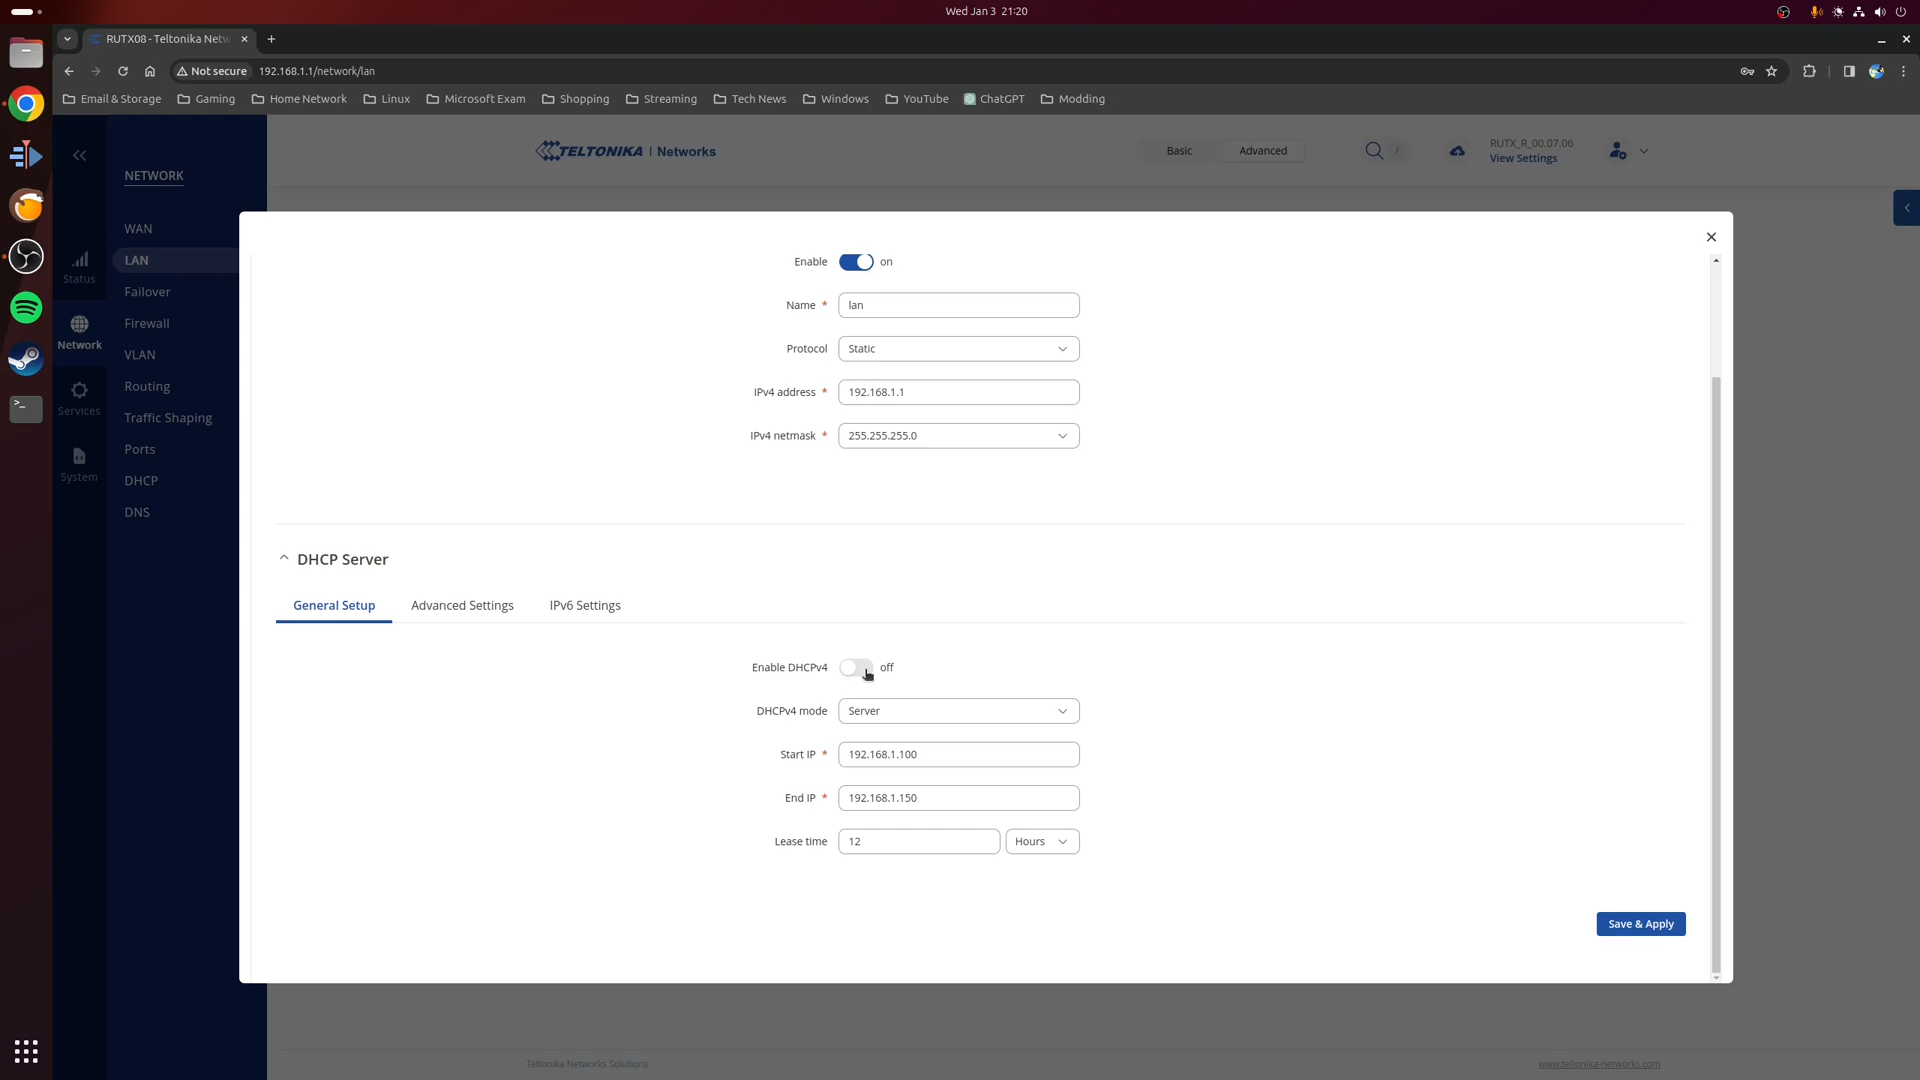 Wed Jan 3 21:20
RUTX08 - Teltonika Netw
Not secure 192.168.1.1/network/lan
Email & Storage Gaming Home Network Linux Microsoft Exam Shopping Streaming Tech News Windows YouTube ChatGPT Modding
TELTONIKA | Networks
Basic Advanced
/
RUTX_R_00.07.06
View Settings
Status
Network
Services
System
NETWORK
WAN
LAN
Failover
Firewall
VLAN
Routing
Traffic Shaping
Ports
DHCP
DNS
Enable on
Name * lan
Protocol Static
IPv4 address * 192.168.1.1
IPv4 netmask * 255.255.255.0
DHCP Server
General Setup Advanced Settings IPv6 Settings
Enable DHCPv4 off
DHCPv4 mode Server
Start IP * 192.168.1.100
End IP * 192.168.1.150
Lease time 12 Hours
Save & Apply
Teltonika Networks Solutions
www.teltonika-networks.com